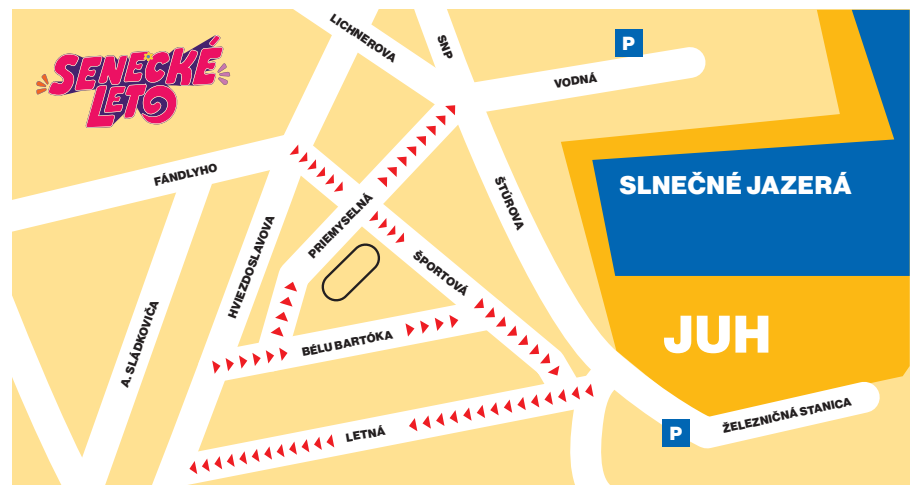 SENECKÉ
LETO
LICHNEROVA
SNP
P
VODNÁ
FÁNDLYHO
SLNEČNÉ JAZERÁ
ŠTÚROVA
PRIEMYSELNÁ
HVIEZDOSLAVOVA
ŠPORTOVÁ
A. SLÁDKOVIČA
BÉLU BARTÓKA
JUH
LETNÁ
P
ŽELEZNIČNÁ STANICA